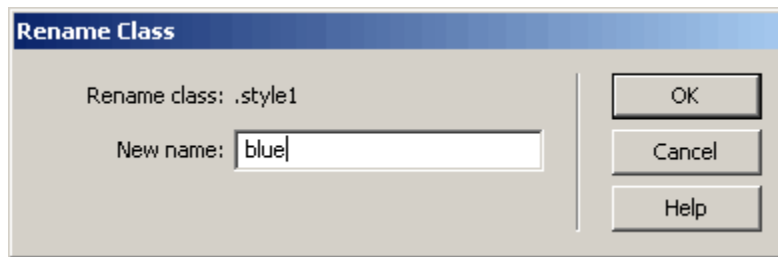 Rename Class
Rename class: .style1
OK
New name: blue
Cancel
Help